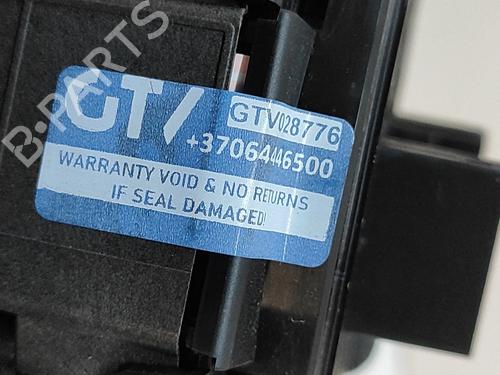 B-PARTS
GTV
GTV028776
+37064446500
WARRANTY VOID & NO RETURNS
IF SEAL DAMAGED!